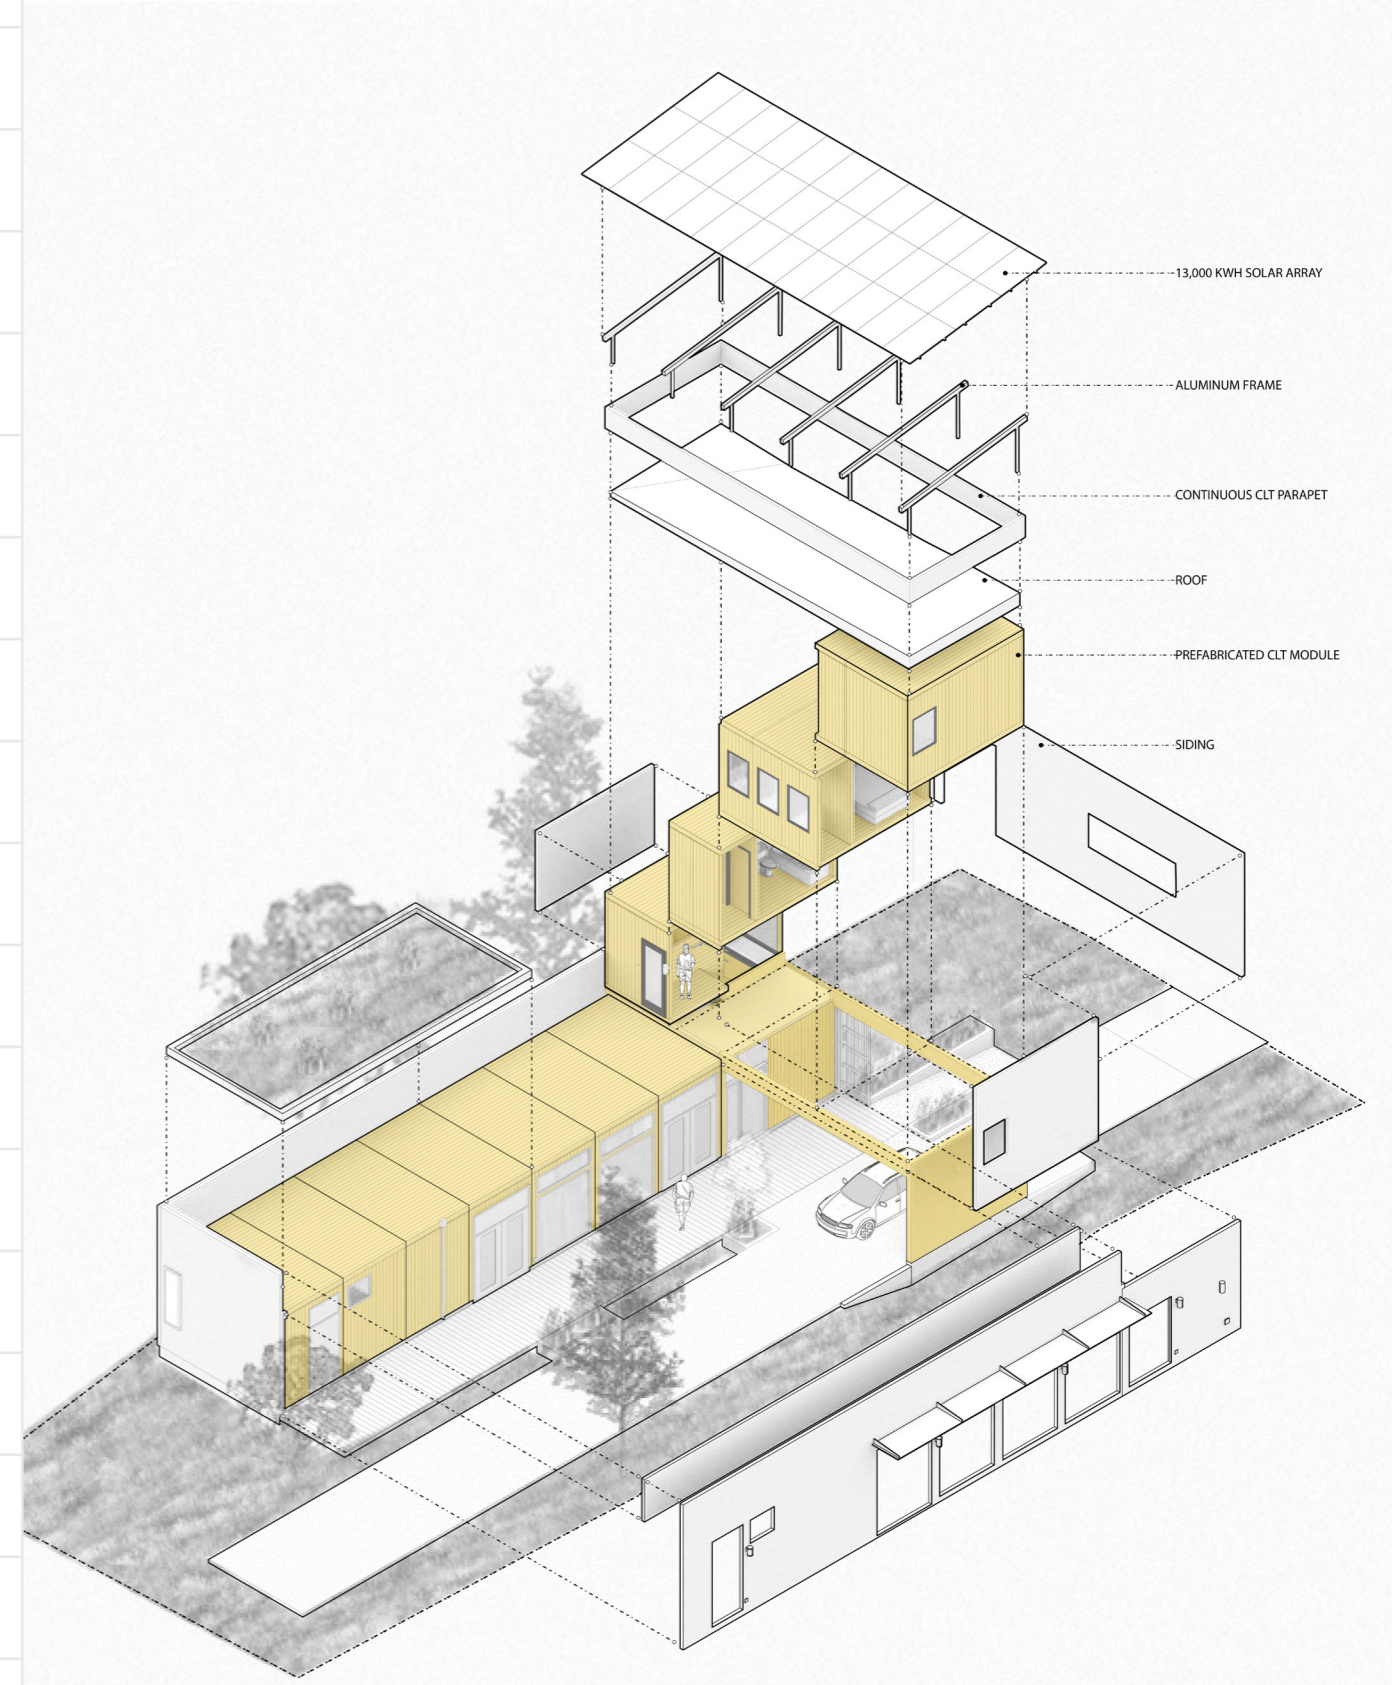 13,000 KWH SOLAR ARRAY
ALUMINUM FRAME
CONTINUOUS CLT PARAPET
ROOF
PREFABRICATED CLT MODULE
SIDING